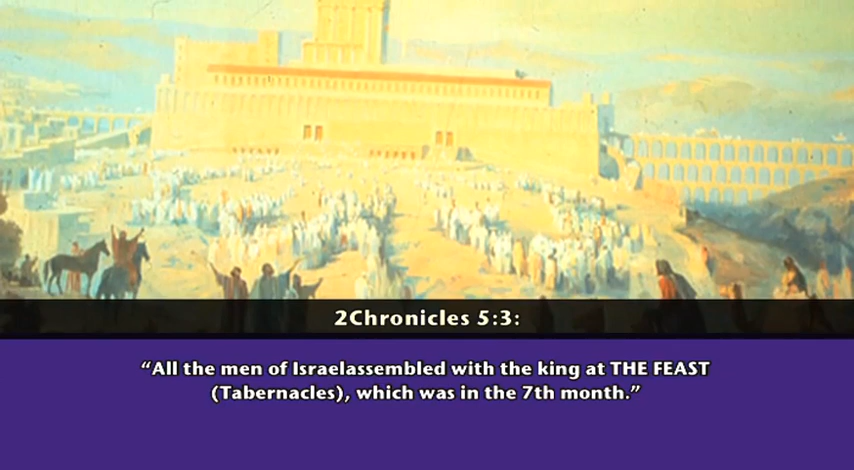 2Chronicles 5:3:
“All the men of Israelassembled with the king at THE FEAST
(Tabernacles), which was in the 7th month.”